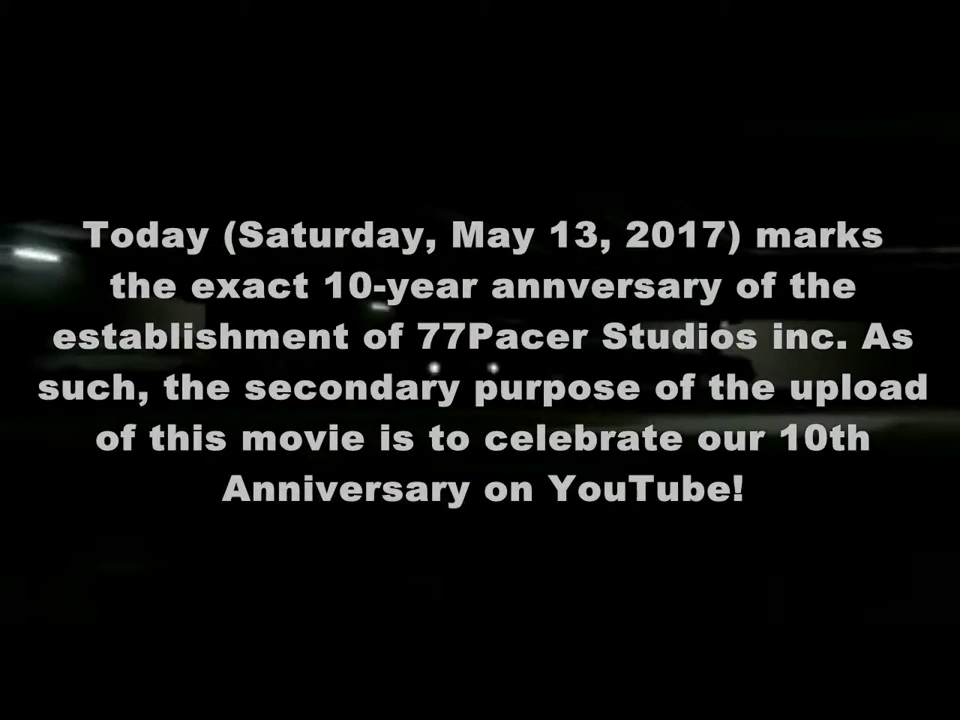 Today (Saturday, May 13, 2017) marks
the exact 10-year annversary of the
establishment of 77Pacer Studios inc. As
such, the secondary purpose of the upload
of this movie is to celebrate our 10th
Anniversary on YouTube!